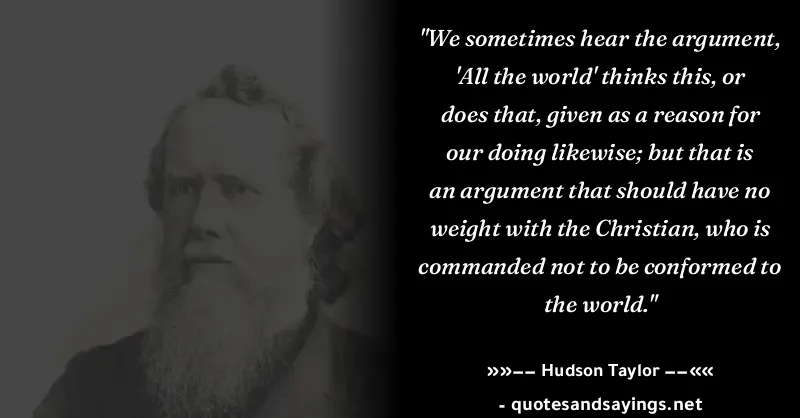 "We sometimes hear the argument,
'All the world' thinks this, or
does that, given as a reason for
our doing likewise; but that is
an argument that should have no
weight with the Christian, who is
commanded not to be conformed to
the world."
»»−− Hudson Taylor −−««
- quotesandsayings.net